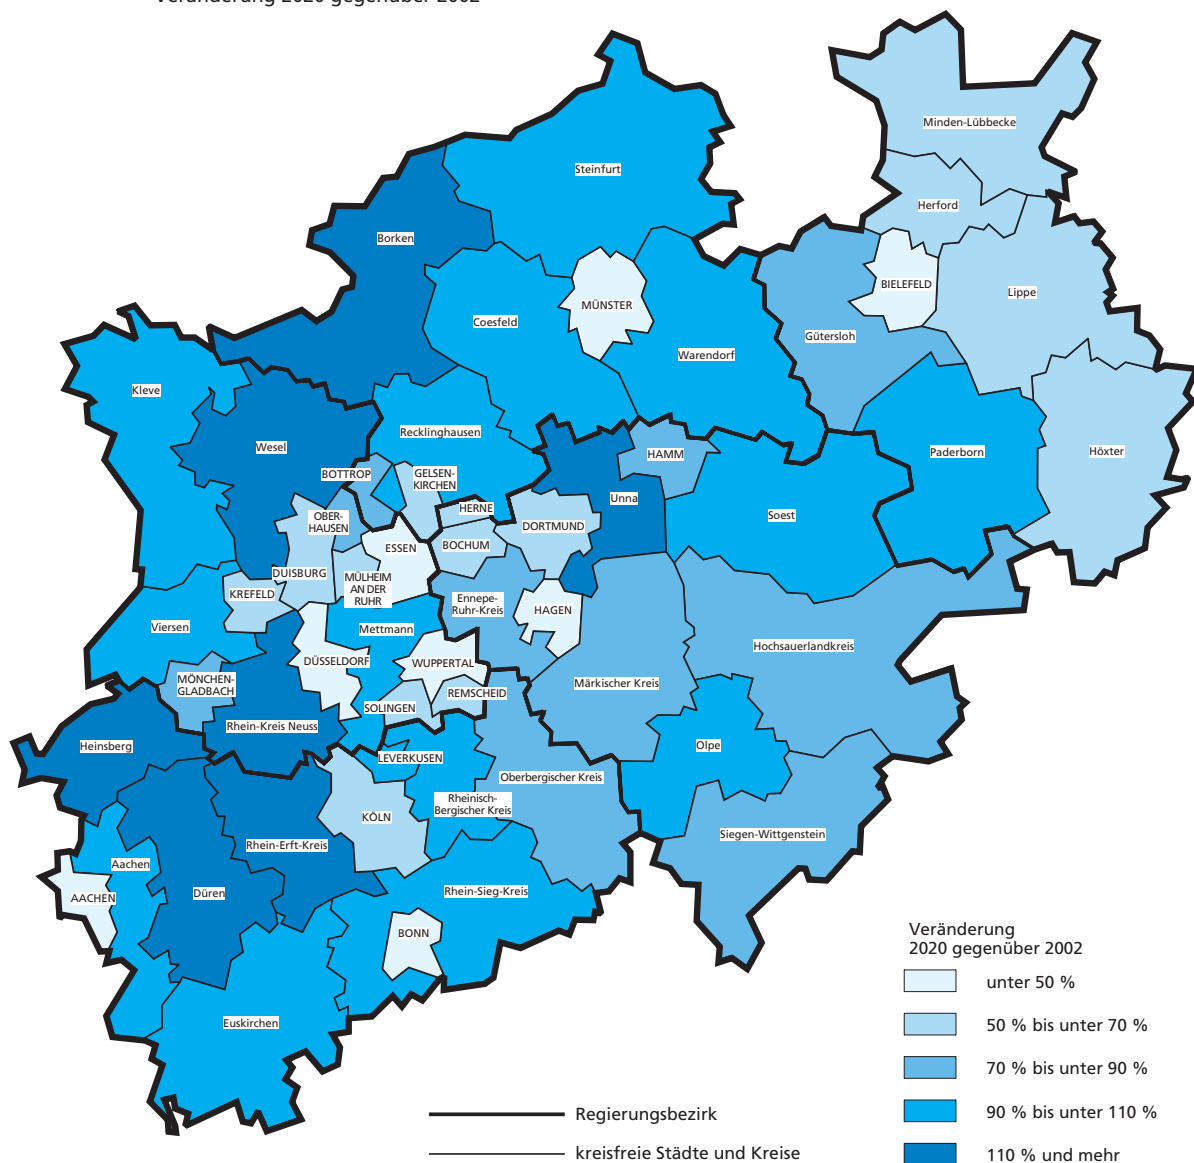 Veränderung 2020 gegenüber 2002
Minden-Lübbecke
Steinfurt
Herford
Borken
BIELEFELD
Lippe
MÜNSTER
Coesfeld
Gütersloh
Warendorf
Kleve
Recklinghausen
Wesel
HAMM
Paderborn
Höxter
BOTTROP
GELSEN-
KIRCHEN
Unna
HERNE
Soest
OBER-
HAUSEN
DORTMUND
ESSEN
BOCHUM
DUISBURG
MÜLHEIM
AN DER
RUHR
KREFELD
Ennepe-
Ruhr-Kreis
HAGEN
Viersen
Mettmann
Hochsauerlandkreis
DÜSSELDORF
WUPPERTAL
MÖNCHEN-
GLADBACH
Märkischer Kreis
REMSCHEID
SOLINGEN
Rhein-Kreis Neuss
Heinsberg
Olpe
LEVERKUSEN
Oberbergischer Kreis
Rheinisch-
Bergischer Kreis
KÖLN
Siegen-Wittgenstein
Rhein-Erft-Kreis
Aachen
Düren
Rhein-Sieg-Kreis
AACHEN
BONN
Euskirchen
Veränderung
2020 gegenüber 2002
unter 50 %
50 % bis unter 70 %
70 % bis unter 90 %
90 % bis unter 110 %
110 % und mehr
Regierungsbezirk
kreisfreie Städte und Kreise